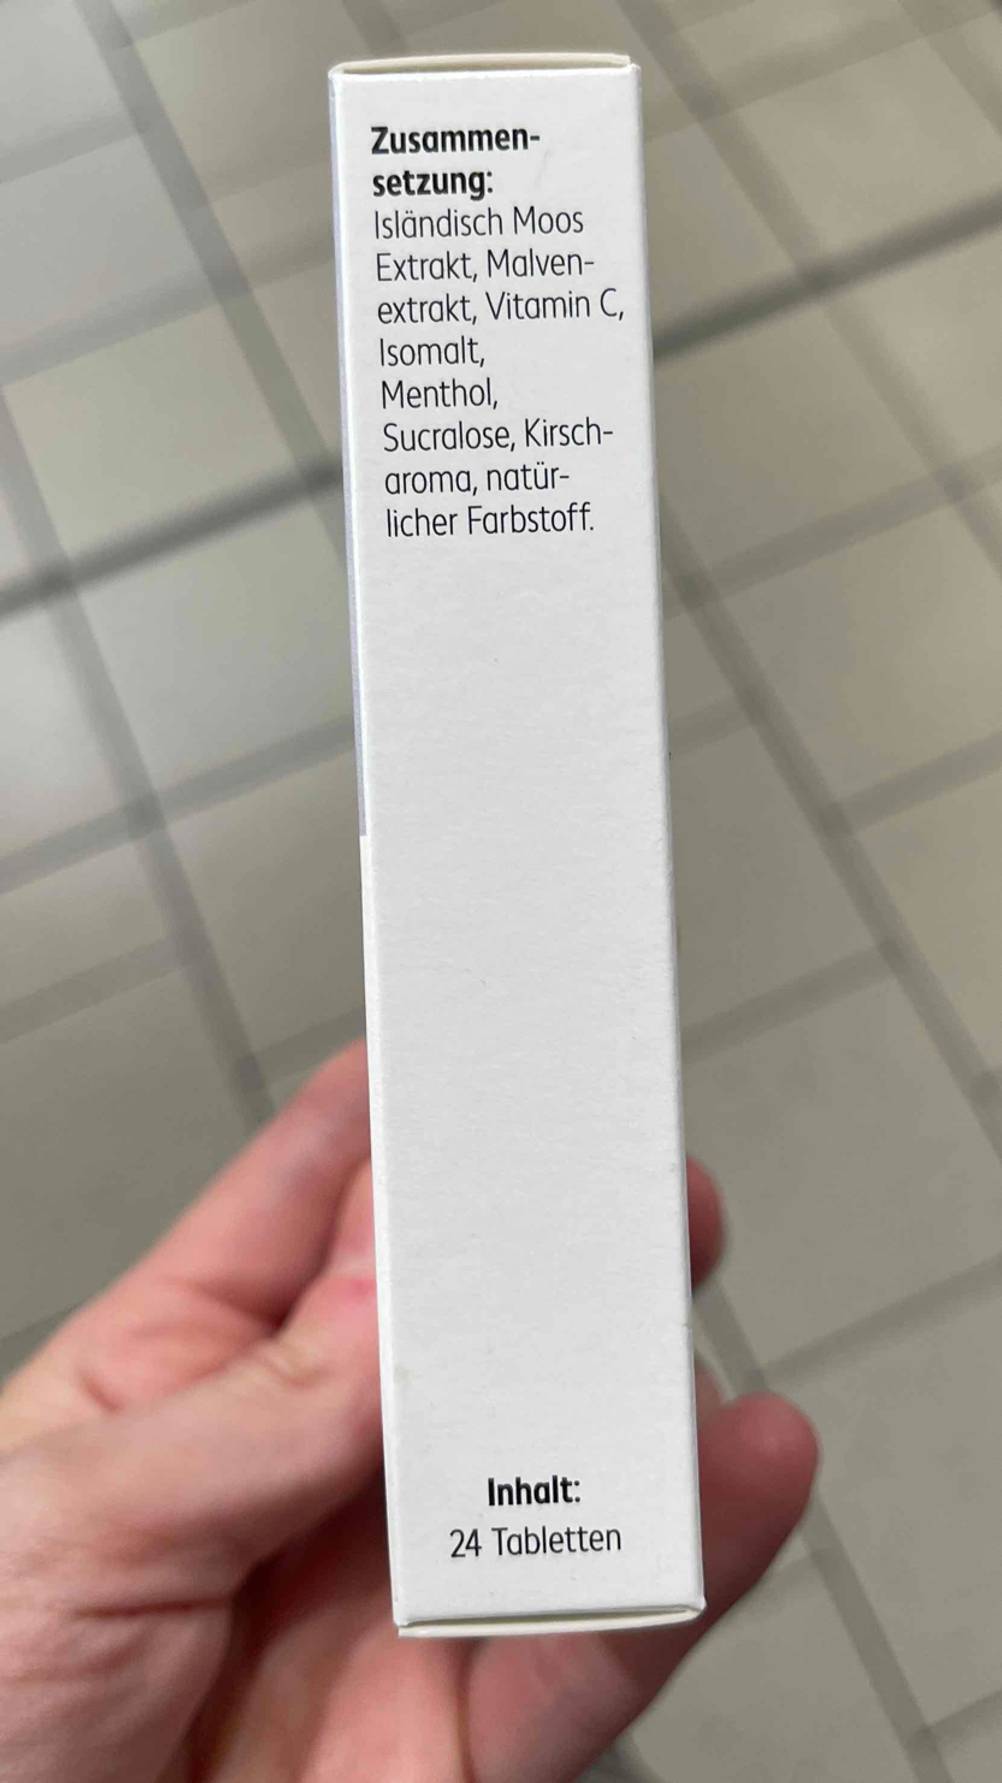 Zusammen-
setzung:
Isländisch Moos
Extrakt, Malven-
extrakt, Vitamin C,
Isomalt,
Menthol,
Sucralose, Kirsch-
aroma, natür-
licher Farbstoff.
Inhalt:
24 Tabletten